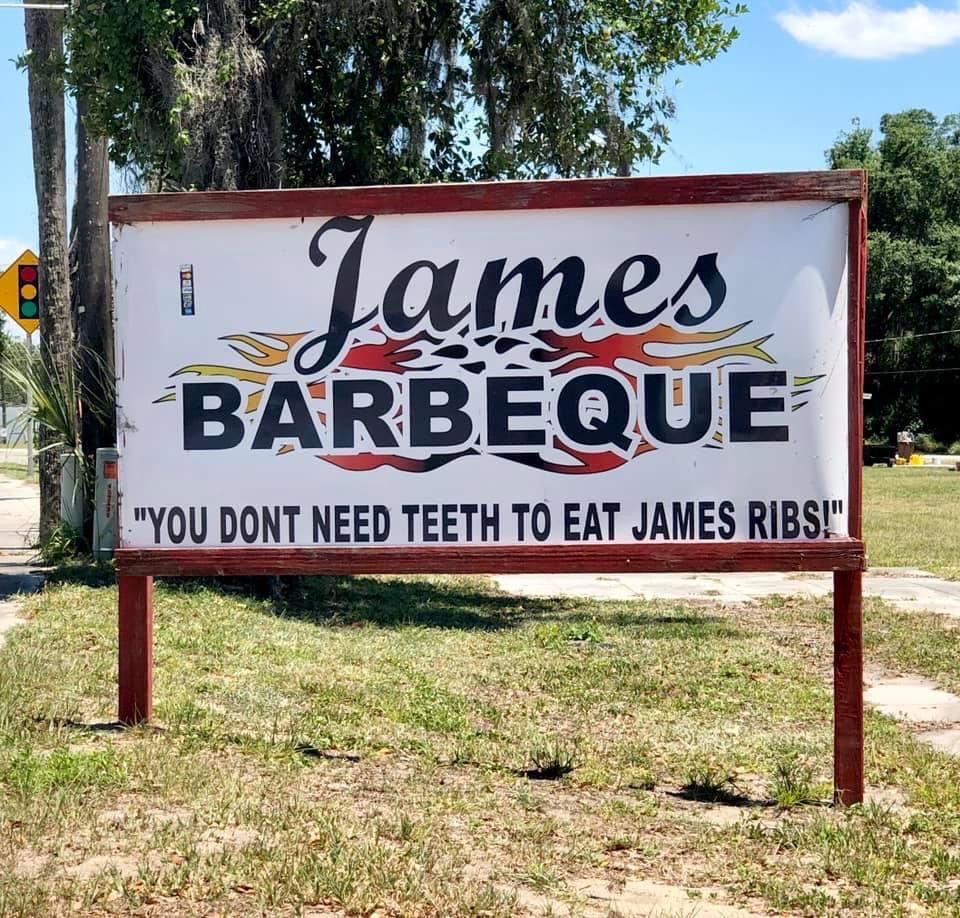 James
BARBEQUE
"YOU DONT NEED TEETH TO EAT JAMES RIBS!"